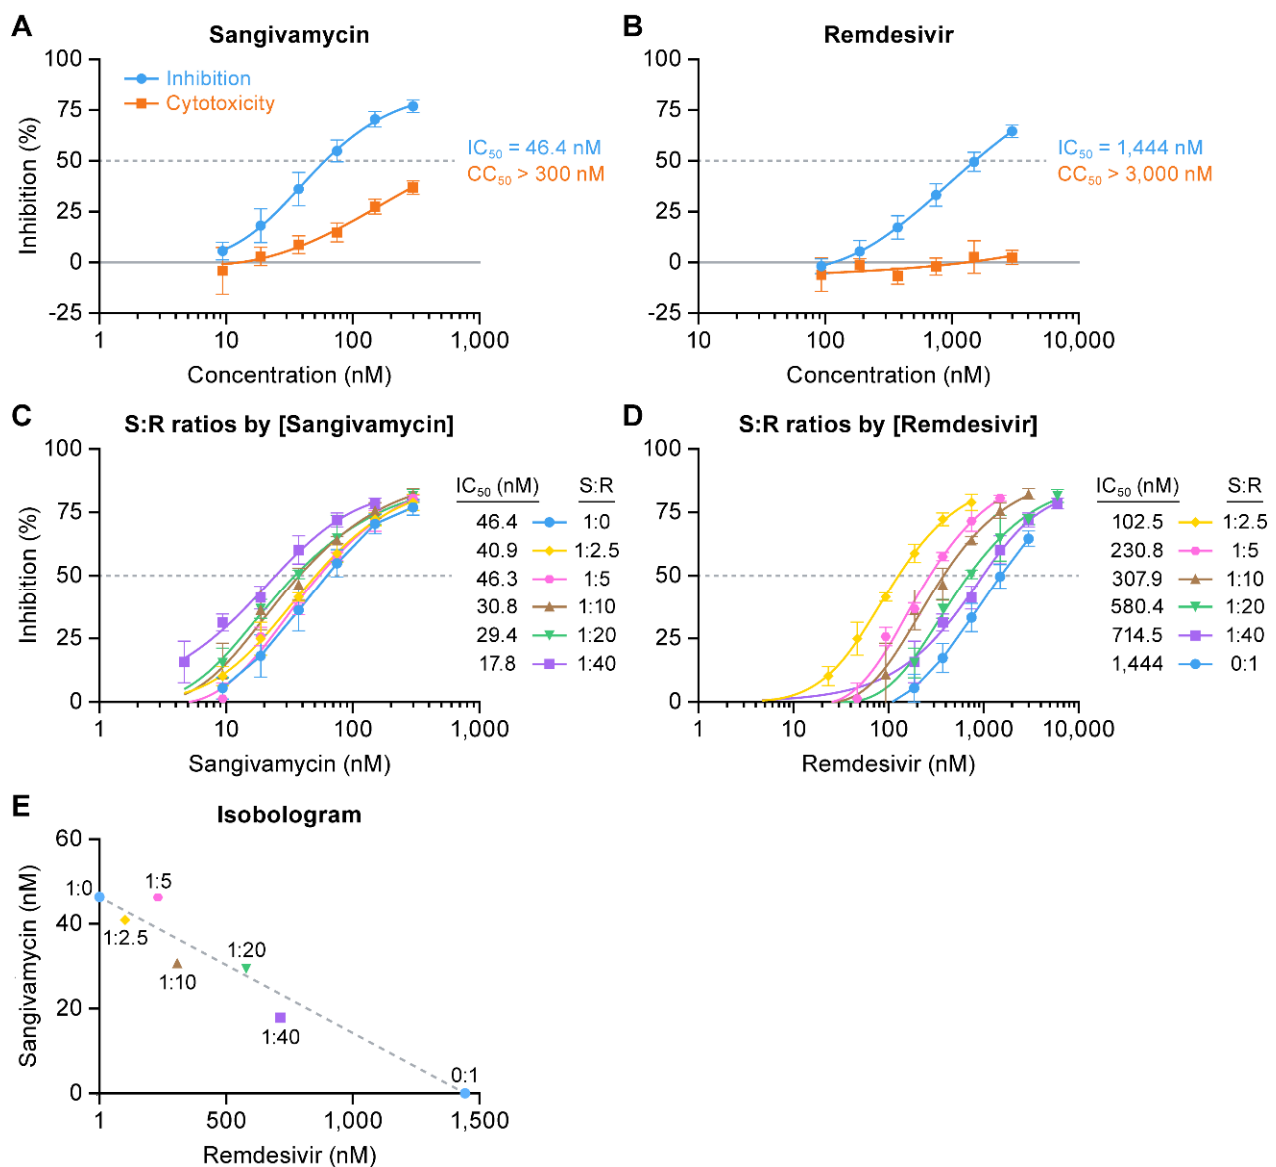 A
Sangivamycin
Inhibition (%)
100
75
50
25
0
-25
Inhibition
Cytotoxicity
IC₅₀ = 46.4 nM
CC₅₀ > 300 nM
1
10
100
1,000
Concentration (nM)
B
Remdesivir
100
75
50
25
0
-25
IC₅₀ = 1,444 nM
CC₅₀ > 3,000 nM
10
100
1,000
10,000
Concentration (nM)
C
S:R ratios by [Sangivamycin]
Inhibition (%)
100
75
50
25
0
IC₅₀ (nM) S:R
46.4 1:0
40.9 1:2.5
46.3 1:5
30.8 1:10
29.4 1:20
17.8 1:40
1
10
100
1,000
Sangivamycin (nM)
D
S:R ratios by [Remdesivir]
100
75
50
25
0
IC₅₀ (nM) S:R
102.5 1:2.5
230.8 1:5
307.9 1:10
580.4 1:20
714.5 1:40
1,444 0:1
1
10
100
1,000
10,000
Remdesivir (nM)
E
Isobologram
Sangivamycin (nM)
60
40
20
0
1:0
1:5
1:2.5
1:10
1:20
1:40
0:1
1
500
1,000
1,500
Remdesivir (nM)